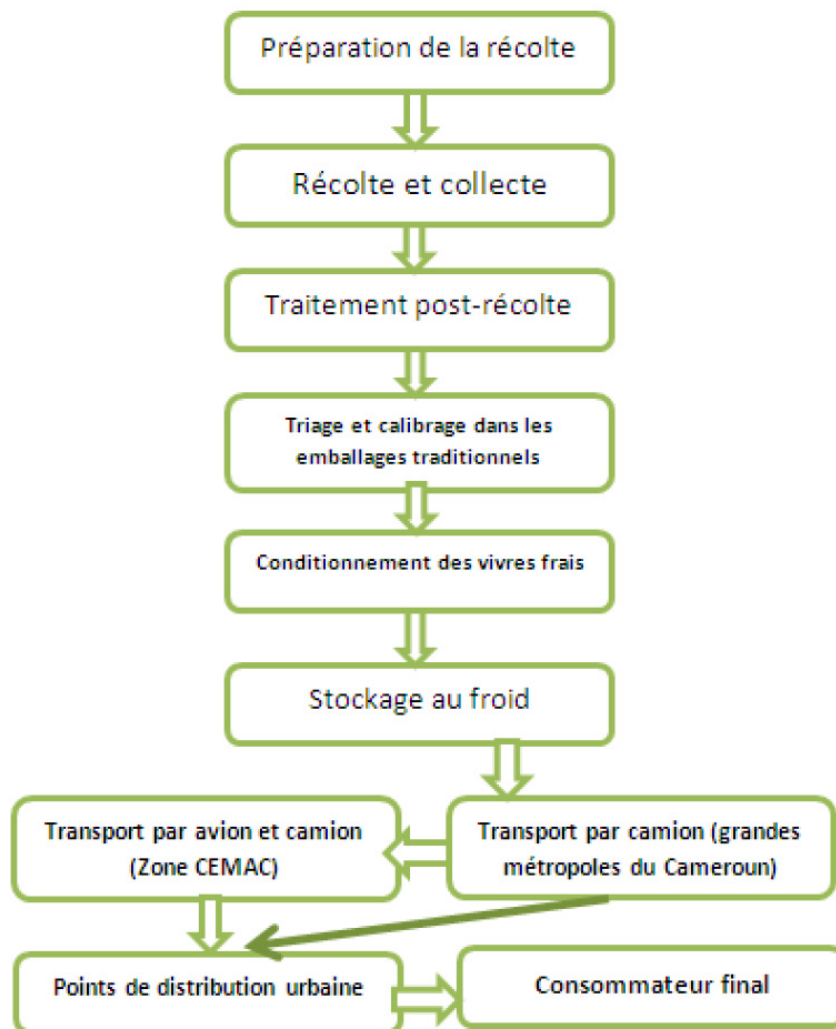 Préparation de la récolte
Récolte et collecte
Traitement post-récolte
Triage et calibrage dans les
emballages traditionnels
Conditionnement des vivres frais
Stockage au froid
Transport par camion (grandes
métropoles du Cameroun)
Transport par avion et camion
(Zone CEMAC)
Points de distribution urbaine
Consommateur final